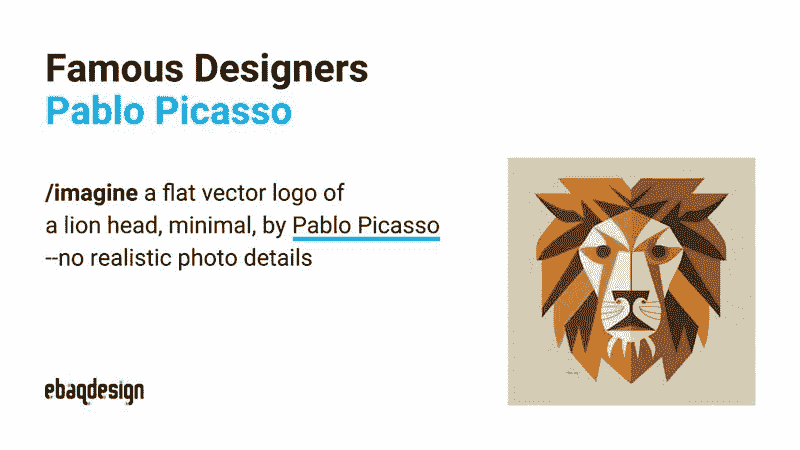 Famous Designers
Pablo Picasso
/imagine a flat vector logo of
a lion head, minimal, by Pablo Picasso
--no realistic photo details
ebaqdesign